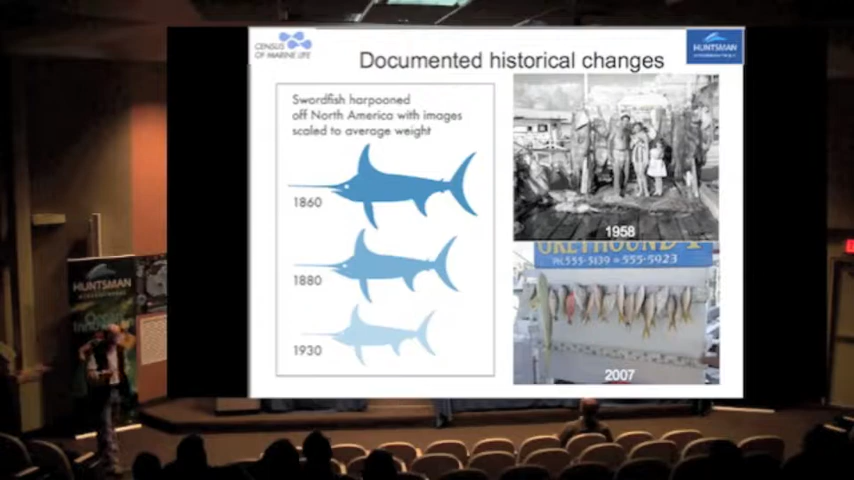 CENSUS
OF MARINE LIFE
HUNTSMAN
Documented historical changes
Swordfish harpooned
off North America with images
scaled to average weight
1860
1880
1930
1958
GREYHOUND
TEL 555-5139 555-5923
2007
HUNTSMAN